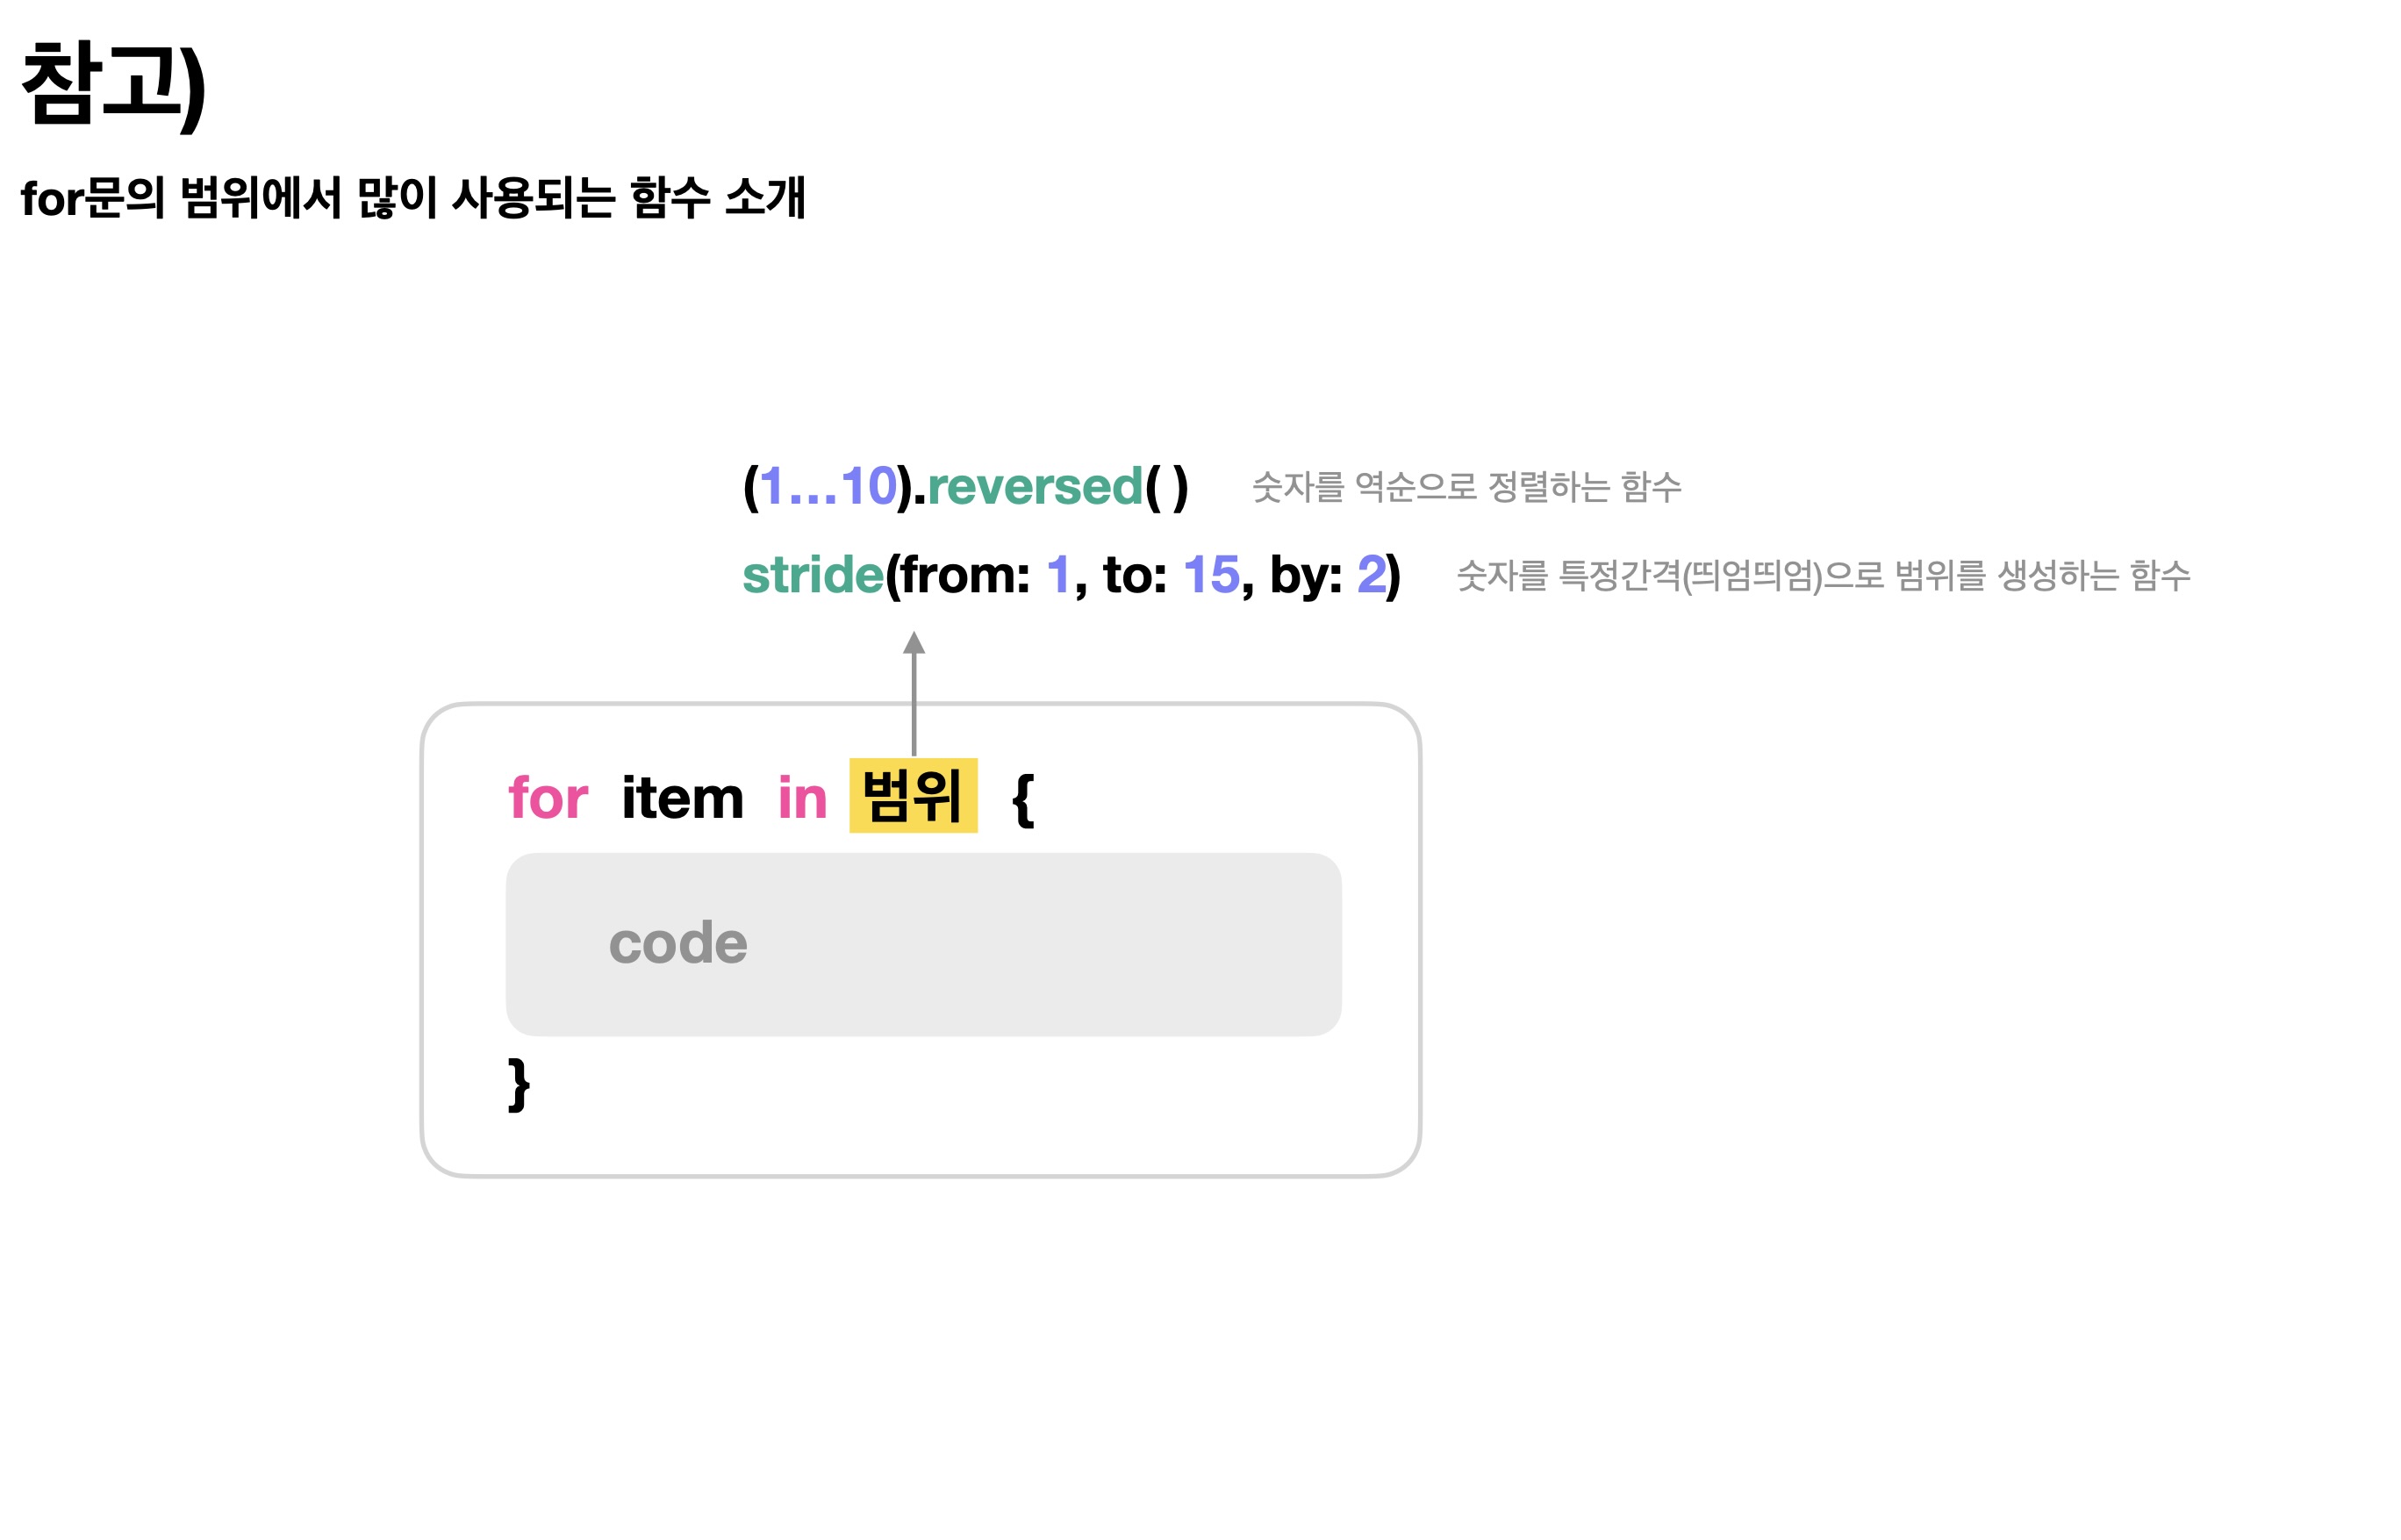 참고)
for문의 범위에서 많이 사용되는 함수 소개
(1...10).reversed( ) 숫자를 역순으로 정렬하는 함수
stride(from: 1, to: 15, by: 2) 숫자를 특정간격(띄엄띄엄)으로 범위를 생성하는 함수
for item in 범위 {
code
}